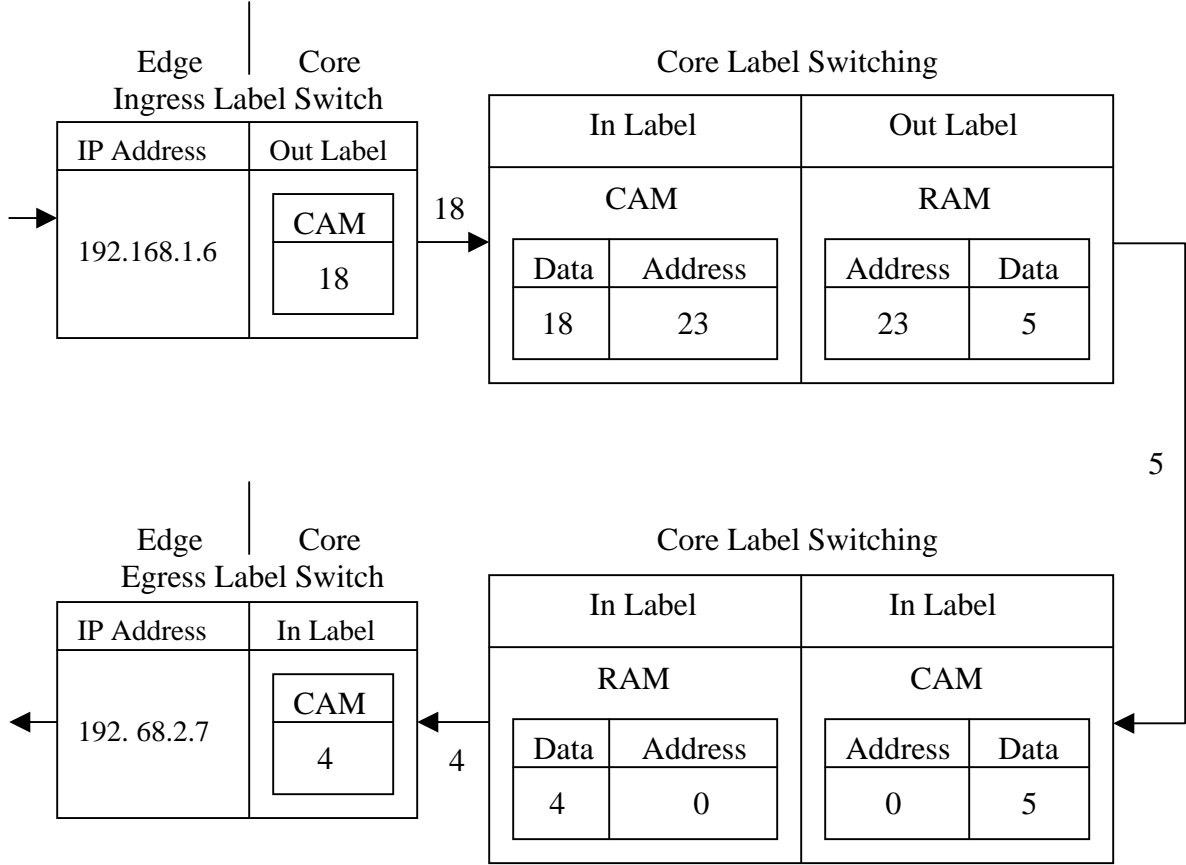 Edge Core
Ingress Label Switch
IP Address Out Label
192.168.1.6
CAM
18
18
Core Label Switching
In Label Out Label
CAM RAM
Data Address Address Data
18 23 23 5
5
Edge Core
Egress Label Switch
IP Address In Label
192. 68.2.7
CAM
4
4
Core Label Switching
In Label In Label
RAM CAM
Data Address Address Data
4 0 0 5